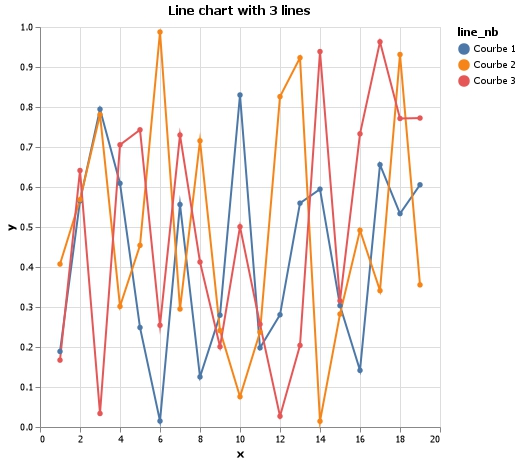 Line chart with 3 lines
line_nb
Courbe 1
Courbe 2
Courbe 3
y
1.0
0.9
0.8
0.7
0.6
0.5
0.4
0.3
0.2
0.1
0.0
0 2 4 6 8 10 12 14 16 18 20
x